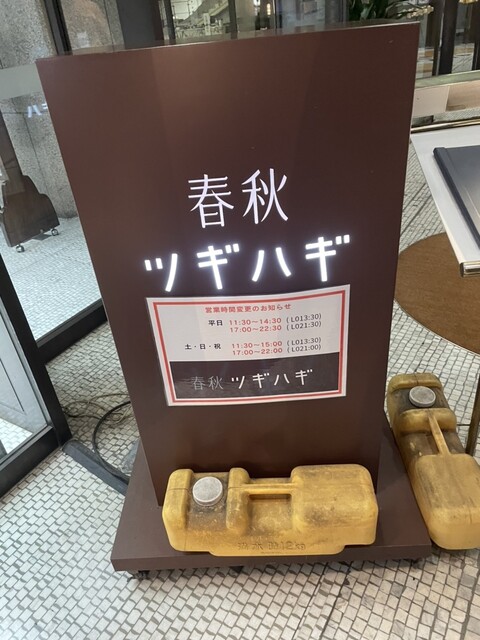 春秋
ツギハギ
営業時間変更のお知らせ
平日 11:30～14:30 (LO13:30)
17:00～22:30 (LO21:30)
土・日・祝 11:30～15:00 (LO13:30)
17:00～22:00 (LO21:00)
春秋 ツギハギ